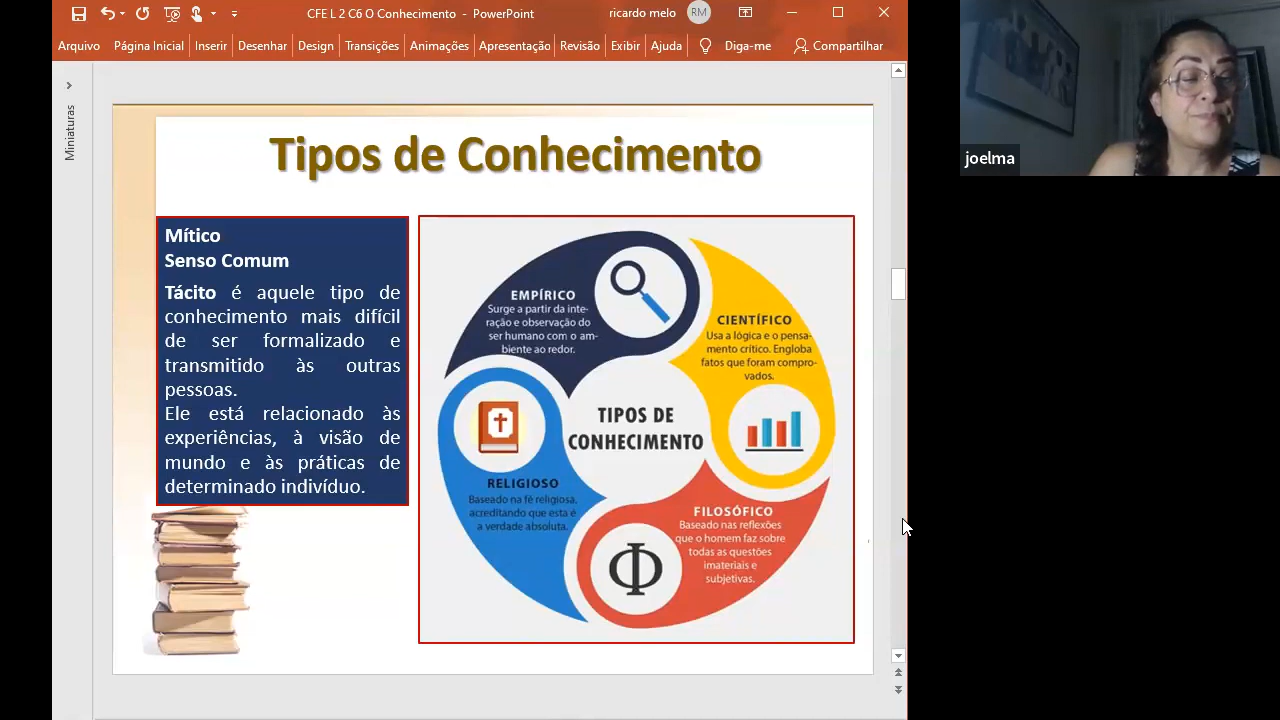 CFE L 2 C6 O Conhecimento - PowerPoint
ricardo melo
RM
Arquivo
Página Inicial
Inserir
Desenhar
Design
Transições
Animações
Apresentação
Revisão
Exibir
Ajuda
Diga-me
Compartilhar
Miniaturas
Tipos de Conhecimento
Mítico
Senso Comum
Tácito é aquele tipo de
conhecimento mais difícil
de ser formalizado e
transmitido às outras
pessoas.
Ele está relacionado às
experiências, à visão de
mundo e às práticas de
determinado indivíduo.
EMPÍRICO
Surge a partir da inte-
ração e observação do
ser humano com o am-
biente ao redor.
CIENTÍFICO
Usa a lógica e o pensa-
mento crítico. Engloba
fatos que foram compro-
vados.
TIPOS DE
CONHECIMENTO
RELIGIOSO
Baseado na fé religiosa,
acreditando que esta é
a verdade absoluta.
FILOSÓFICO
Baseado nas reflexões
que o homem faz sobre
todas as questões
imateriais e
subjetivas.
Φ
joelma